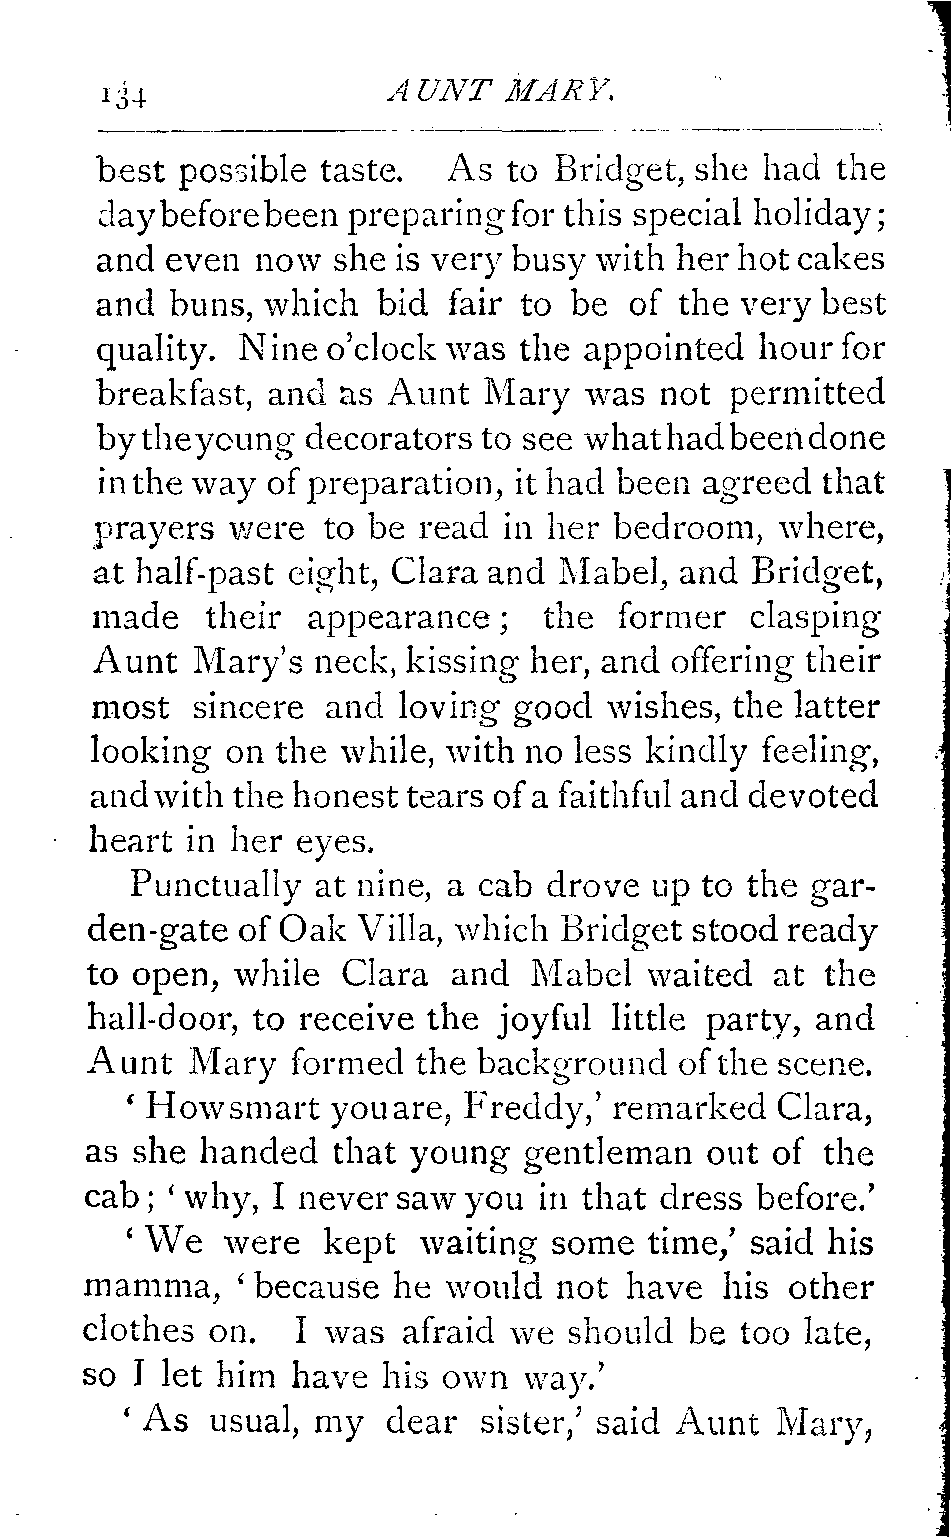 134 AUNT MARY.
best possible taste. As to Bridget, she had the
day before been preparing for this special holiday;
and even now she is very busy with her hot cakes
and buns, which bid fair to be of the very best
quality. Nine o'clock was the appointed hour for
breakfast, and as Aunt Mary was not permitted
by the young decorators to see what had been done
in the way of preparation, it had been agreed that
prayers were to be read in her bedroom, where,
at half-past eight, Clara and Mabel, and Bridget,
made their appearance; the former clasping
Aunt Mary's neck, kissing her, and offering their
most sincere and loving good wishes, the latter
looking on the while, with no less kindly feeling,
and with the honest tears of a faithful and devoted
heart in her eyes.
Punctually at nine, a cab drove up to the gar-
den-gate of Oak Villa, which Bridget stood ready
to open, while Clara and Mabel waited at the
hall-door, to receive the joyful little party, and
Aunt Mary formed the background of the scene.
'How smart you are, Freddy,' remarked Clara,
as she handed that young gentleman out of the
cab; 'why, I never saw you in that dress before.'
'We were kept waiting some time,' said his
mamma, 'because he would not have his other
clothes on. I was afraid we should be too late,
so I let him have his own way.'
'As usual, my dear sister,' said Aunt Mary,